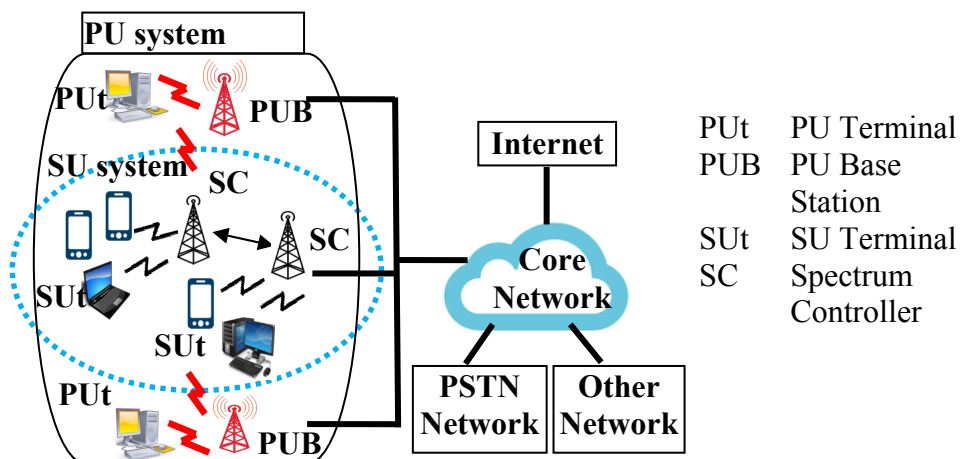 PU system
PUt
PUB
SU system
SC
SC
SUt
SUt
PUt
PUB
Internet
Core
Network
PSTN
Network
Other
Network
PUt PU Terminal
PUB PU Base
Station
SUt SU Terminal
SC Spectrum
Controller